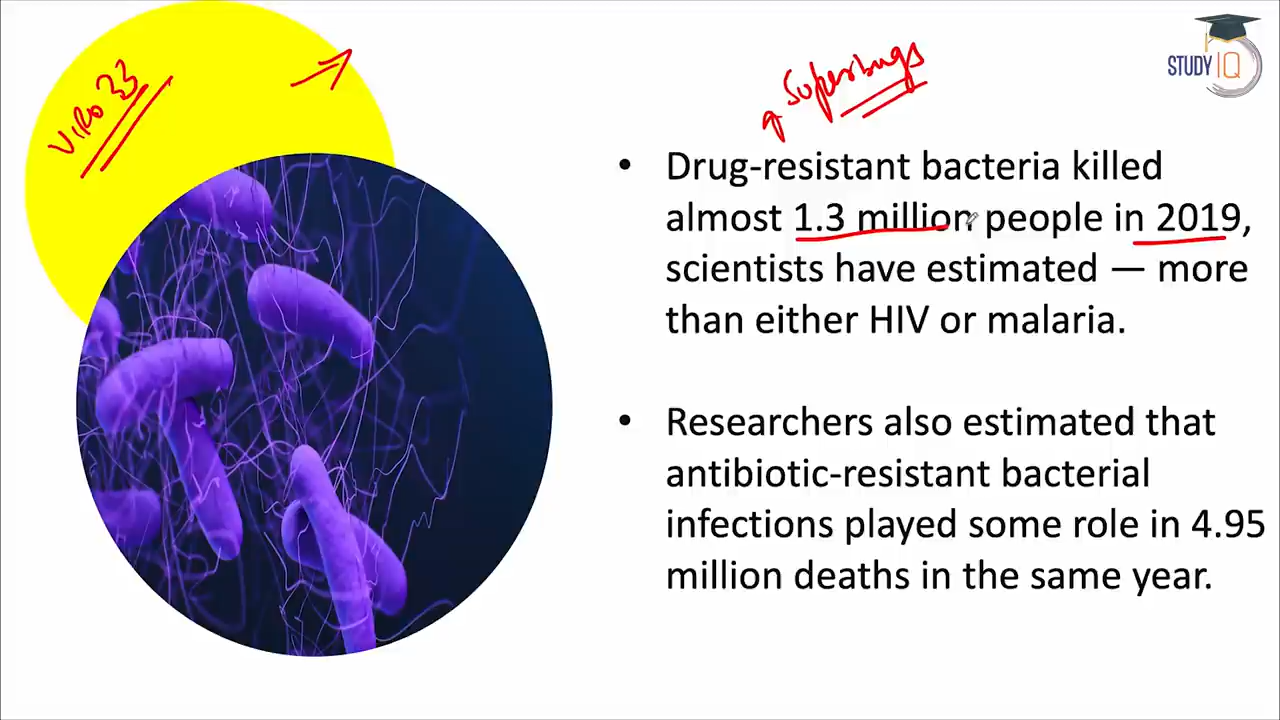 VIRO 33
Superbugs
STUDY IQ
• Drug-resistant bacteria killed
almost 1.3 million people in 2019,
scientists have estimated — more
than either HIV or malaria.
• Researchers also estimated that
antibiotic-resistant bacterial
infections played some role in 4.95
million deaths in the same year.